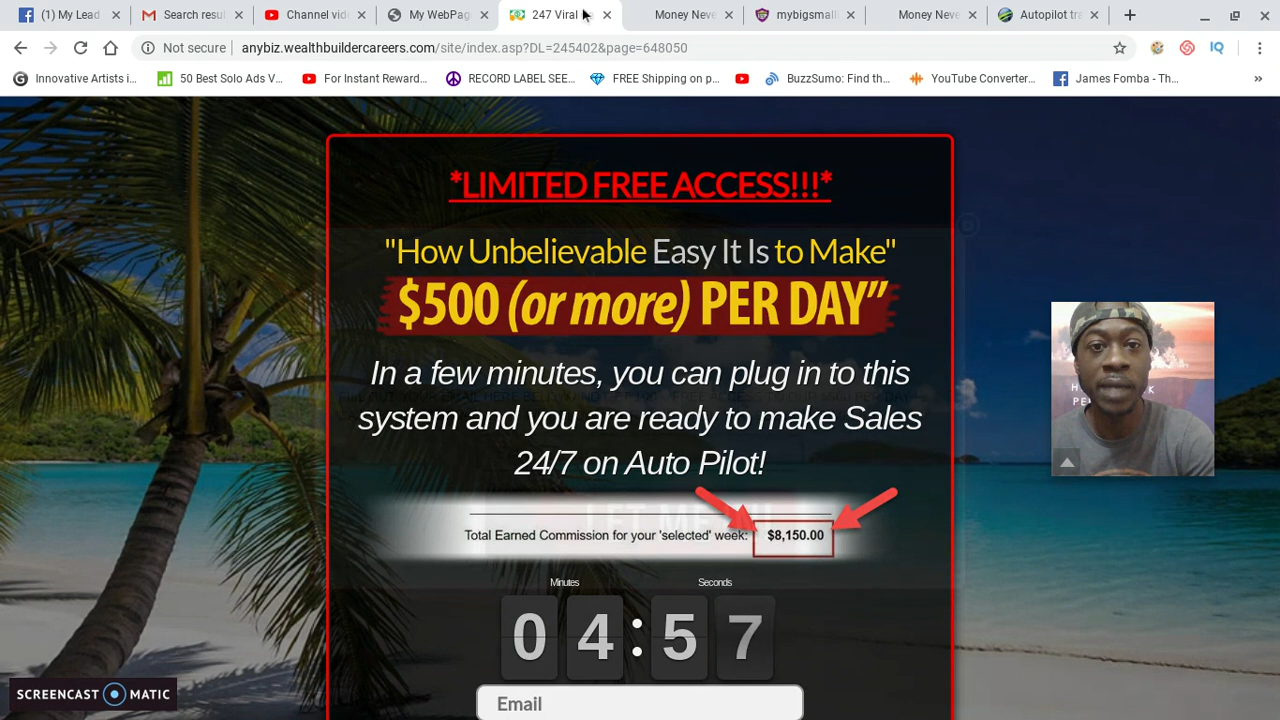 (1) My Lead
Search resu
Channel vid
My WebPag
247 Viral
Money Neve
mybigsmall
Money Neve
Autopilot tra
Not secure
anybiz.wealthbuildercareers.com/site/index.asp?DL=245402&page=648050
IQ
Innovative Artists i...
50 Best Solo Ads V...
For Instant Reward...
RECORD LABEL SEE...
FREE Shipping on p...
BuzzSumo: Find th...
YouTube Converter...
James Fomba - Th...
*LIMITED FREE ACCESS!!!*
"How Unbelievable Easy It Is to Make"
$500 (or more) PER DAY”
In a few minutes, you can plug in to this
system and you are ready to make Sales
24/7 on Auto Pilot!
Total Earned Commission for your 'selected' week: $8,150.00
Minutes Seconds
04:57
Email
SCREENCAST MATIC